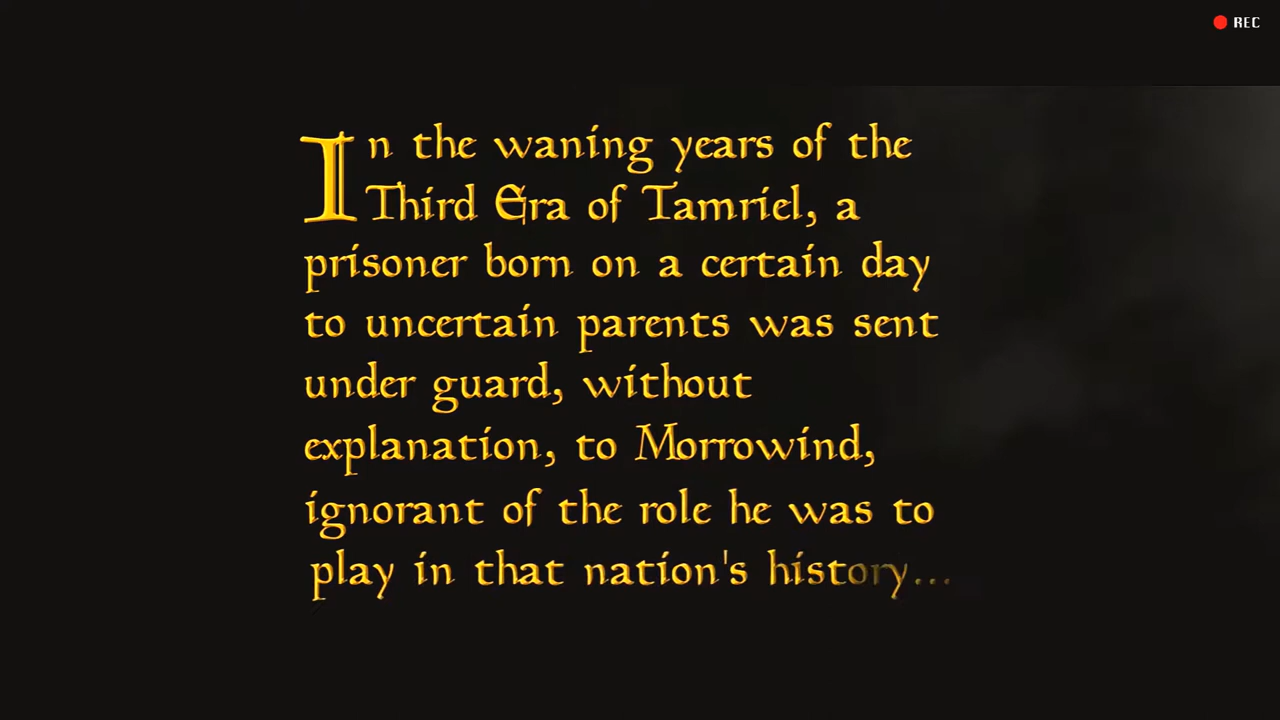 REC
In the waning years of the
Third Era of Tamriel, a
prisoner born on a certain day
to uncertain parents was sent
under guard, without
explanation, to Morrowind,
ignorant of the role he was to
play in that nation's history...